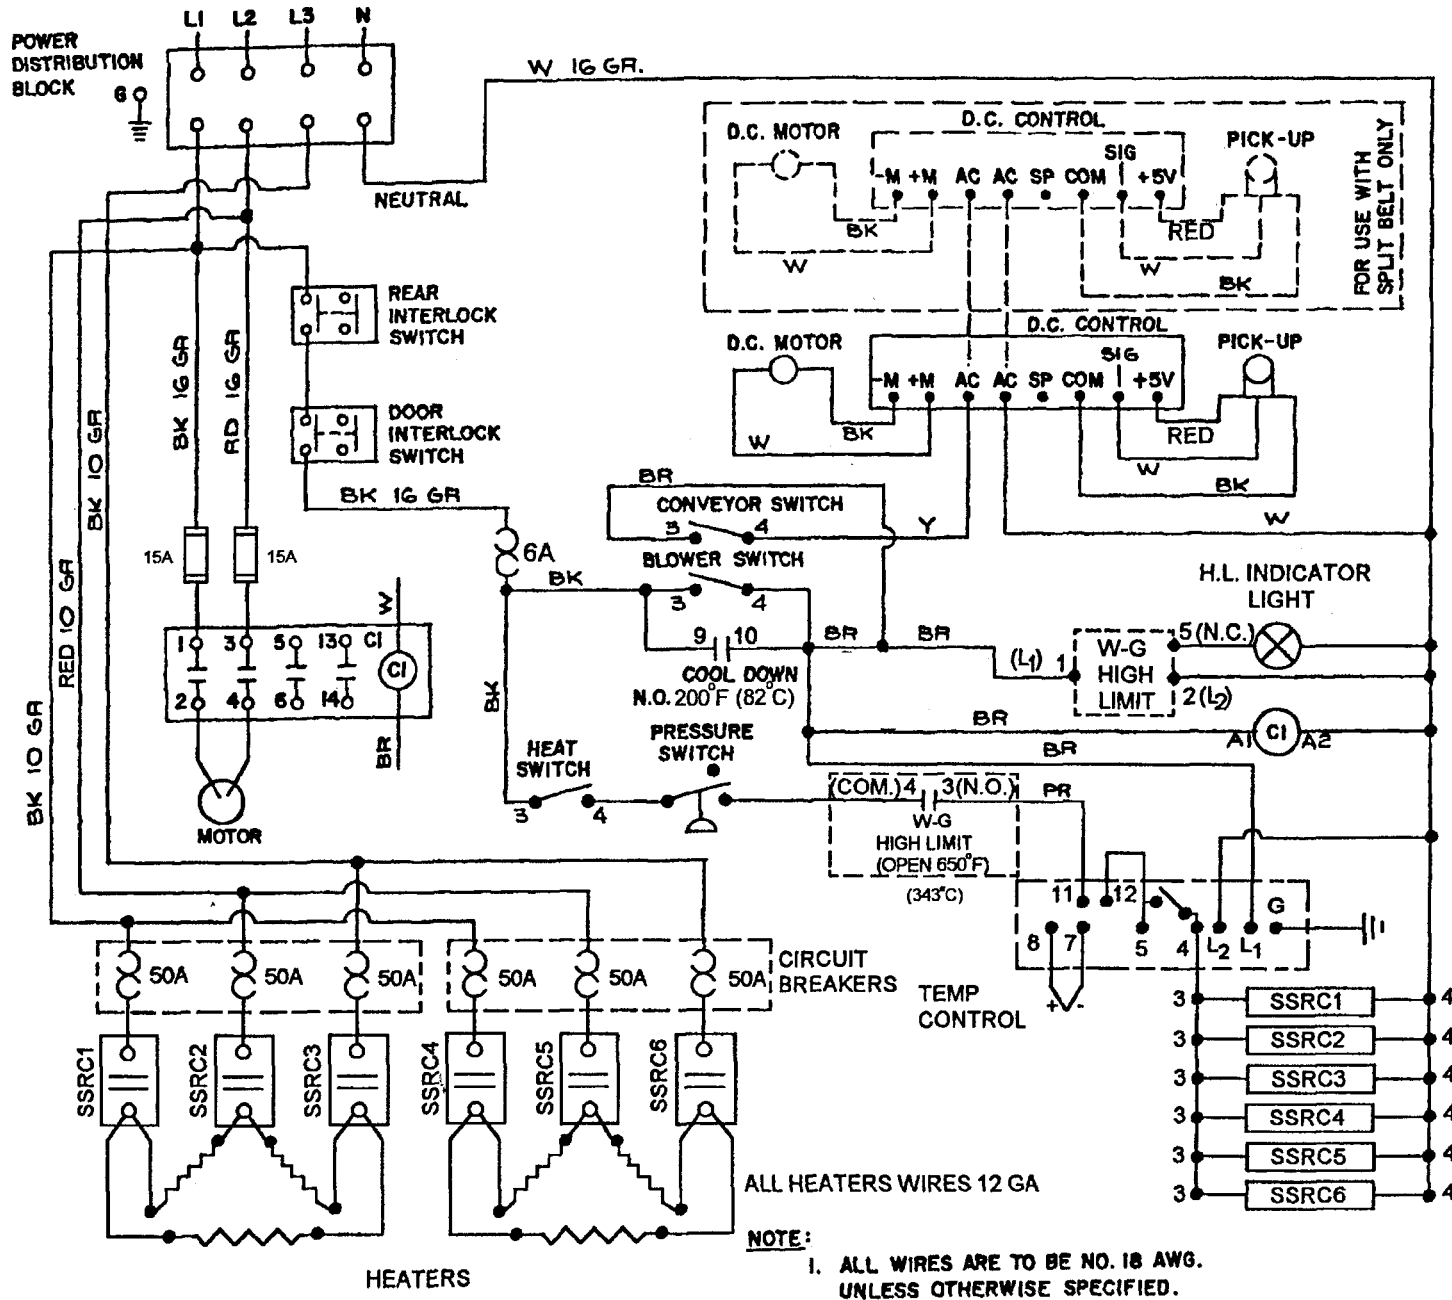 L1 L2 L3 N
POWER
DISTRIBUTION
BLOCK
G
W 16 GR.
NEUTRAL
D.C. CONTROL
D.C. MOTOR
PICK-UP
SIG
-M +M AC AC SP COM +5V
BK
RED
W
W
BK
FOR USE WITH
SPLIT BELT ONLY
REAR
INTERLOCK
SWITCH
D.C. CONTROL
D.C. MOTOR
PICK-UP
SIG
-M +M AC AC SP COM +5V
BK
RED
W
W
BK
W
BK 16 GR
RD 16 GR
DOOR
INTERLOCK
SWITCH
BK 10 GR
RED 10 GR
BK 10 GR
BK 16 GR
BR
CONVEYOR SWITCH
3 4
Y
15A
15A
6A
BLOWER SWITCH
BK
3 4
H.L. INDICATOR
LIGHT
W
1 3 5 13 C1
C1
2 4 6 14
BR
MOTOR
9 10
BR
BR
COOL DOWN
N.O. 200°F (82°C)
(L1) 1
W-G
HIGH
LIMIT
5 (N.C.)
2 (L2)
BK
BR
A1 C1 A2
BR
HEAT
SWITCH
3 4
PRESSURE
SWITCH
(COM.) 4 3 (N.O.)
PR
W-G
HIGH LIMIT
(OPEN 650°F)
(343°C)
11 12
G
8 7 5 4 L2 L1
+ -
TEMP
CONTROL
50A 50A 50A 50A 50A 50A
CIRCUIT
BREAKERS
SSRC1 SSRC2 SSRC3 SSRC4 SSRC5 SSRC6
3 SSRC1 4
3 SSRC2 4
3 SSRC3 4
3 SSRC4 4
3 SSRC5 4
3 SSRC6 4
ALL HEATERS WIRES 12 GA
HEATERS
NOTE:
1. ALL WIRES ARE TO BE NO. 18 AWG.
UNLESS OTHERWISE SPECIFIED.